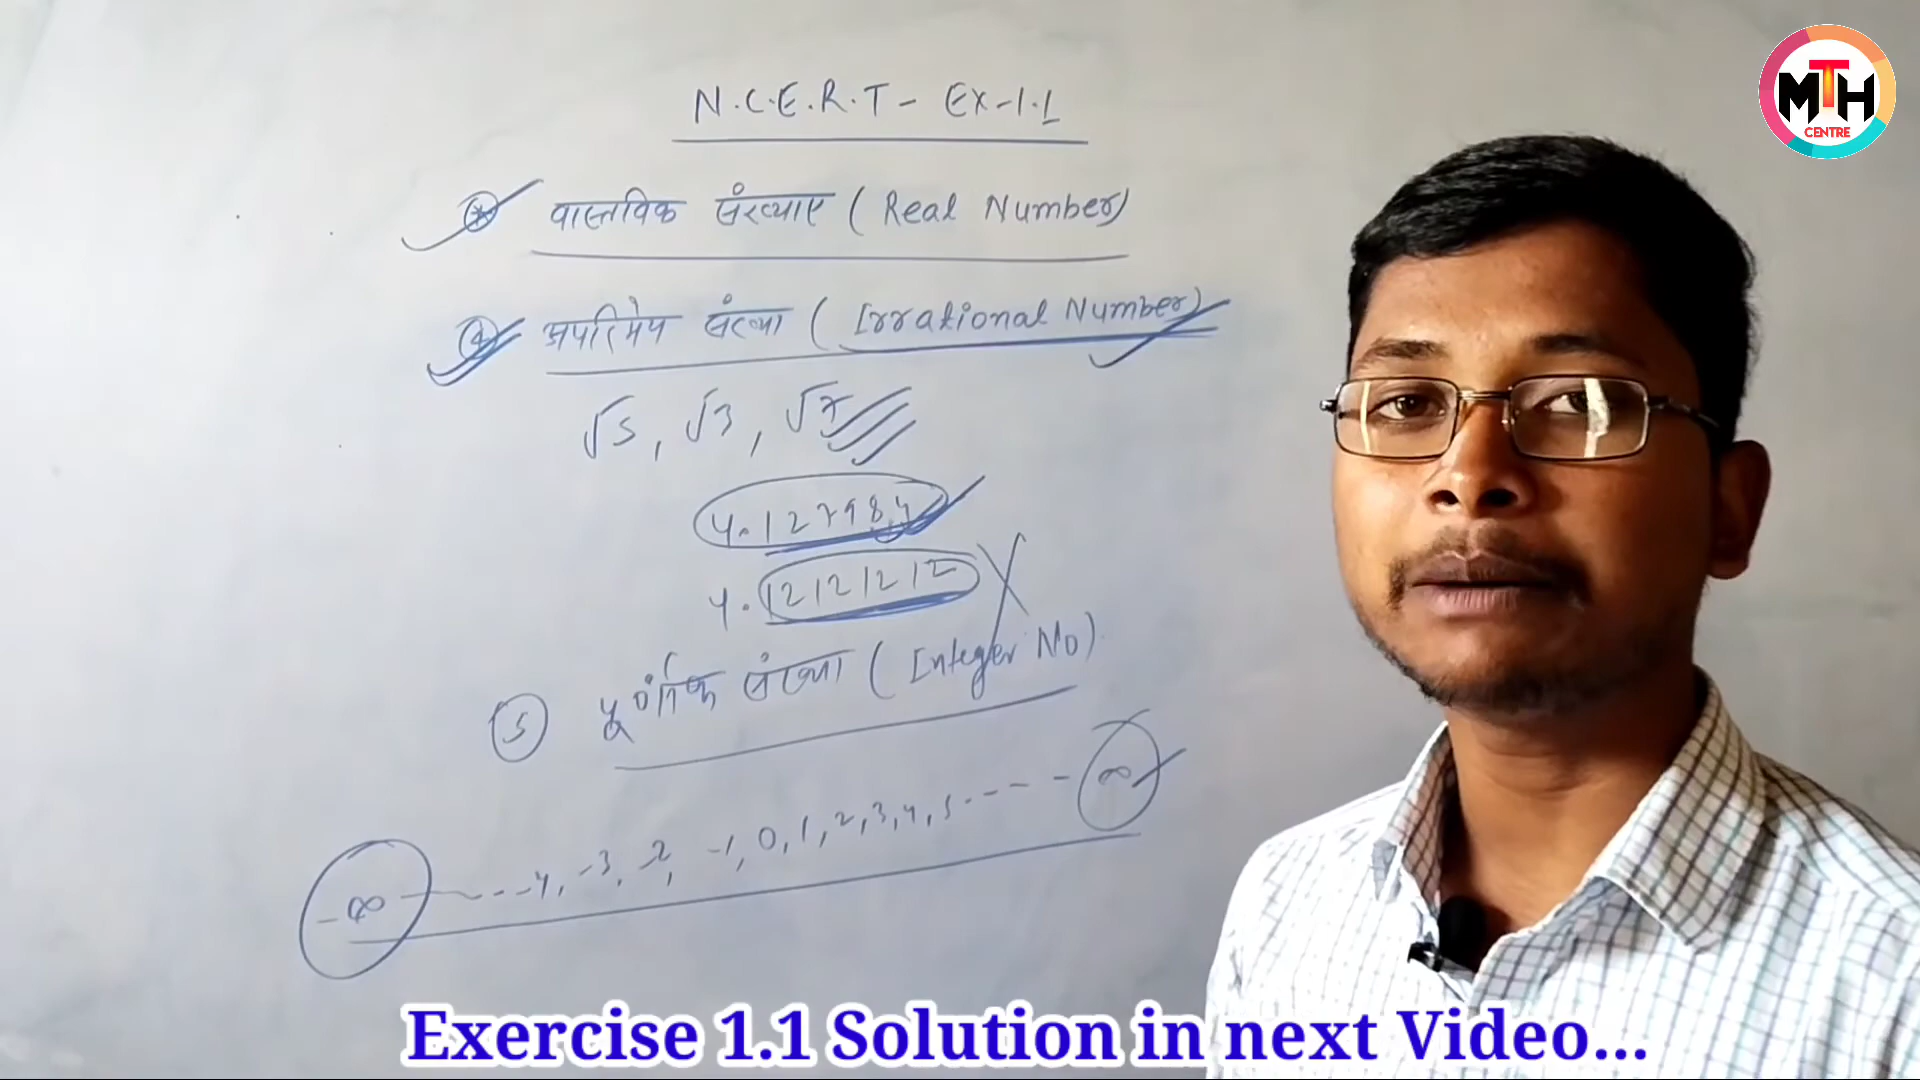 MTH
CENTRE
N.C.E.R.T - EX-1.1
वास्तविक संख्याए (Real Number)
4 अपरिमेय संख्या (Irrational Number)
√5, √3, √7
4.127984
4.12121212
5 पूर्णांक संख्या (Integer No)
-∞ ---- -4, -3, -2, -1, 0, 1, 2, 3, 4, 5 ---- ∞
Exercise 1.1 Solution in next Video...